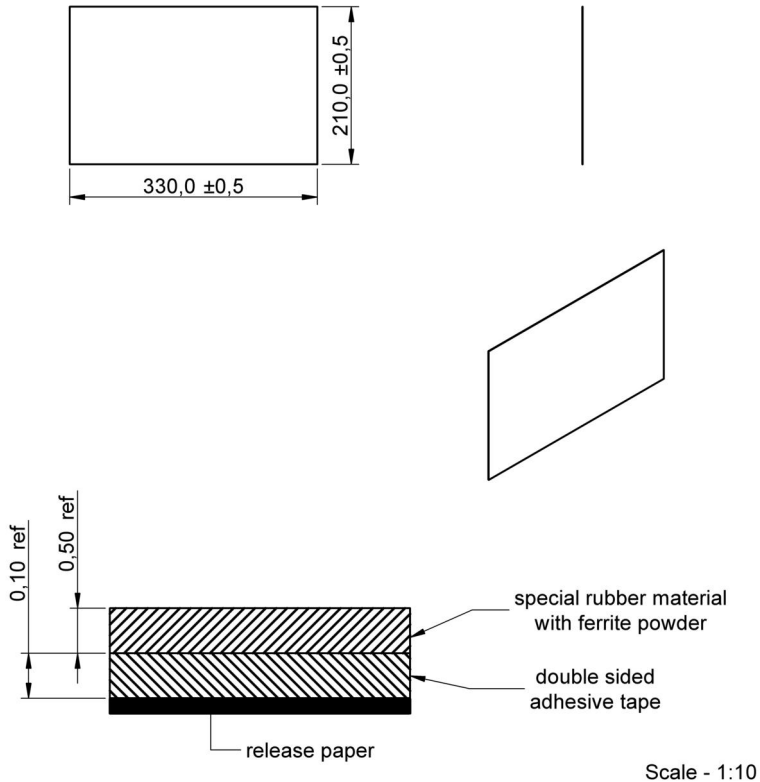 210,0 ±0,5
330,0 ±0,5
0,10 ref
0,50 ref
special rubber material
with ferrite powder
double sided
adhesive tape
release paper
Scale - 1:10